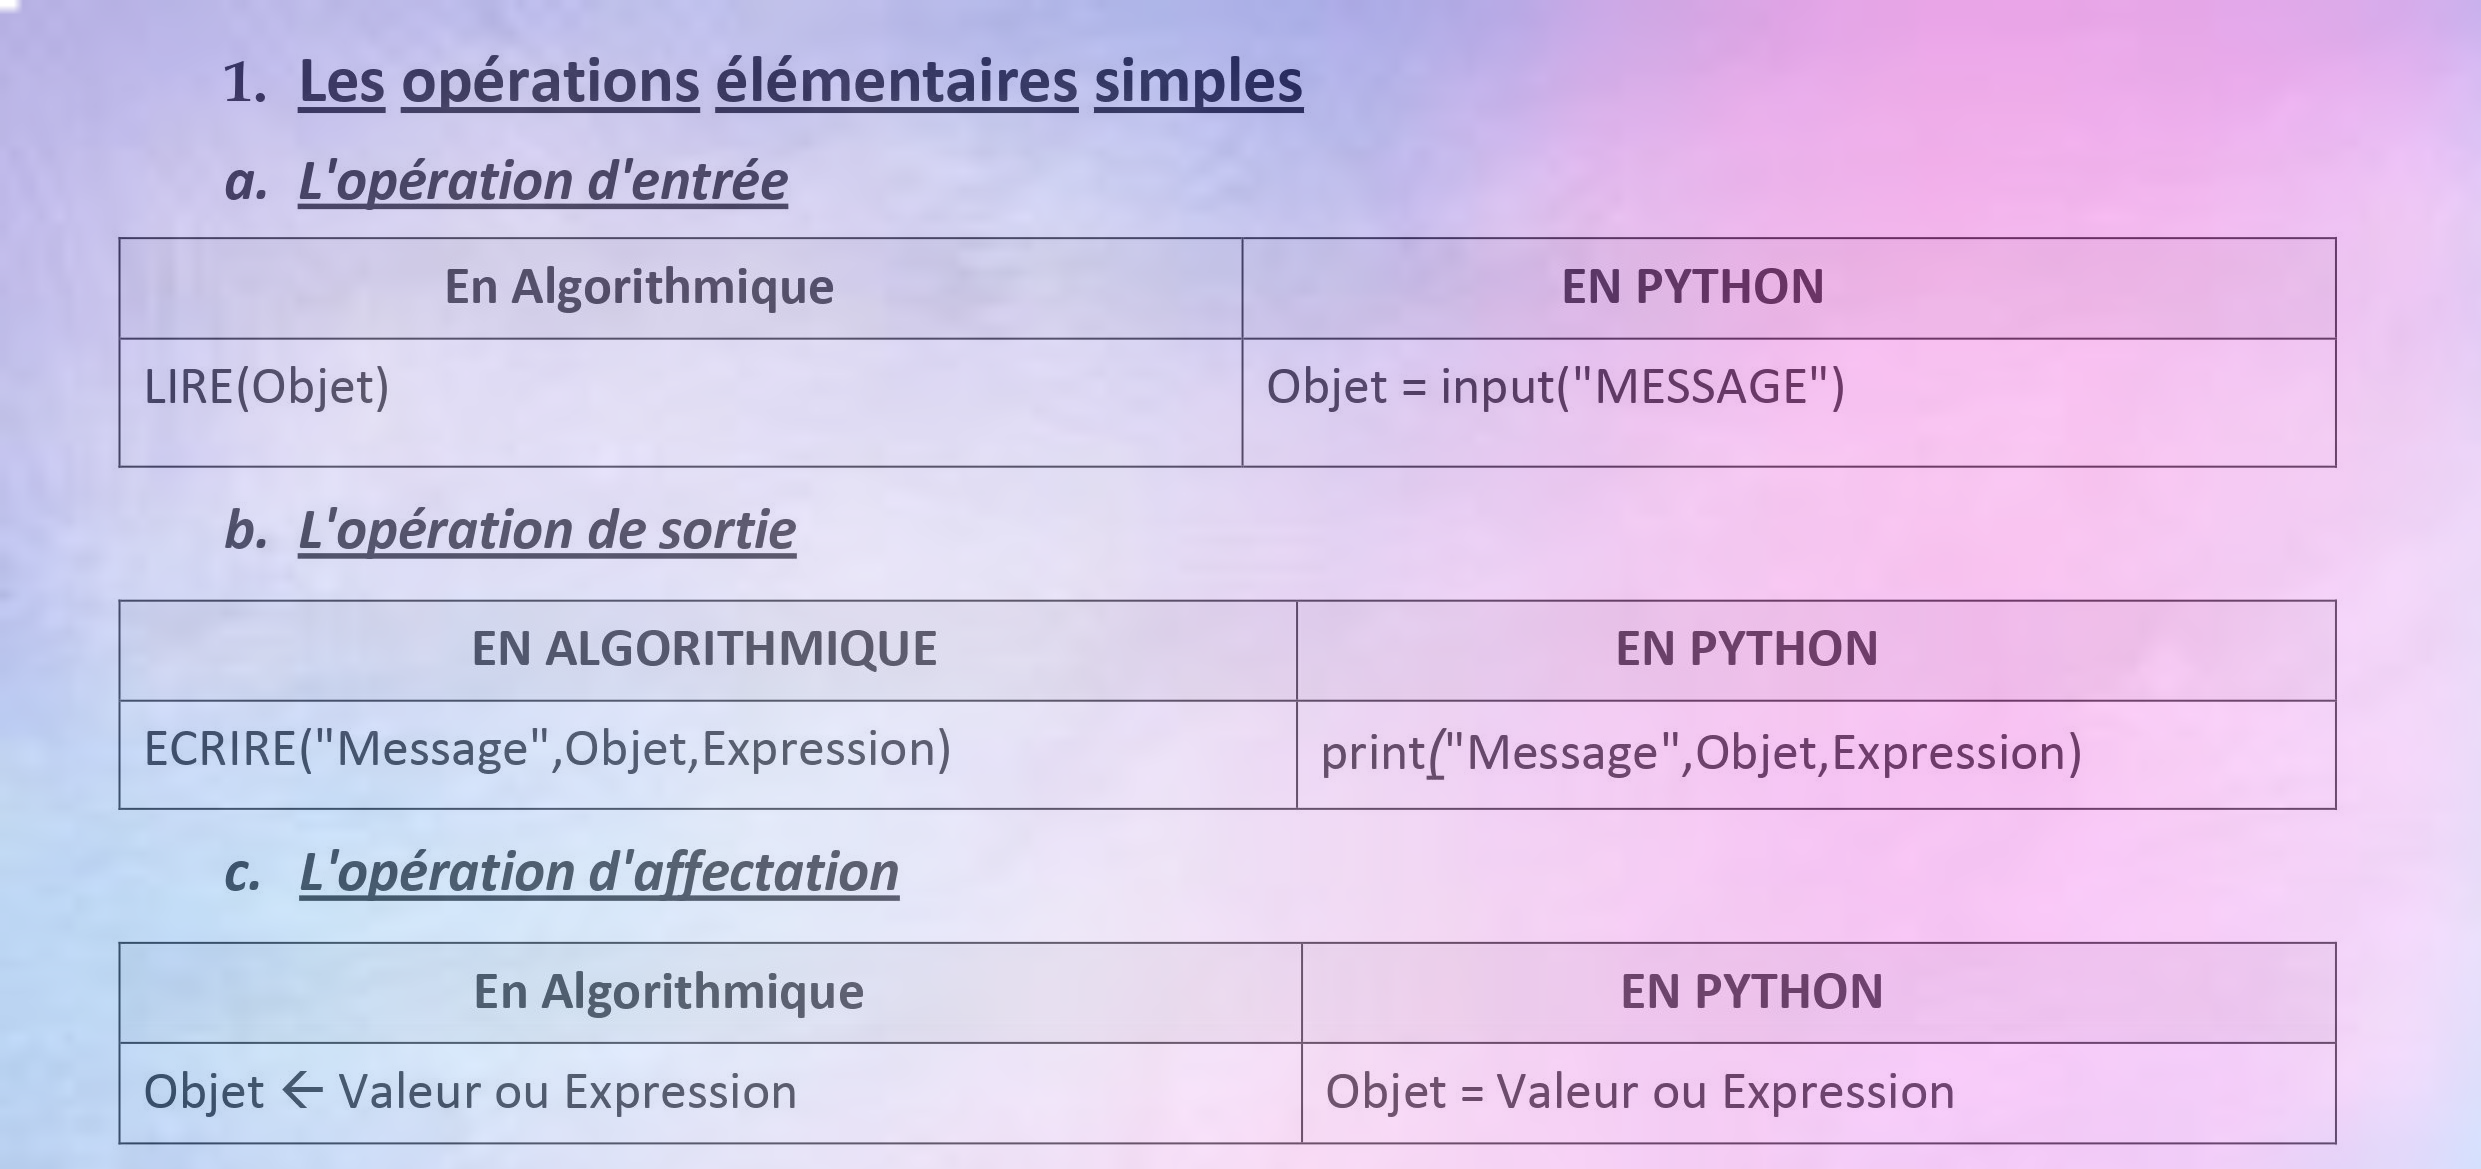 1. Les opérations élémentaires simples
a. L'opération d'entrée
En Algorithmique EN PYTHON
LIRE(Objet) Objet = input("MESSAGE")
b. L'opération de sortie
EN ALGORITHMIQUE EN PYTHON
ECRIRE("Message",Objet,Expression) print("Message",Objet,Expression)
c. L'opération d'affectation
En Algorithmique EN PYTHON
Objet ← Valeur ou Expression Objet = Valeur ou Expression